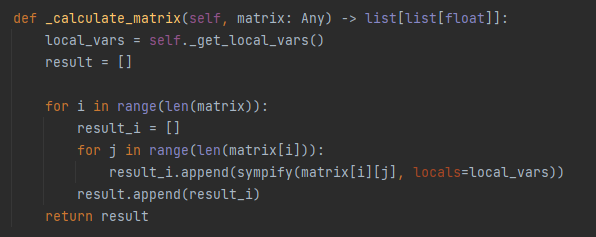 def _calculate_matrix(self, matrix: Any) -> list[list[float]]:
    local_vars = self._get_local_vars()
    result = []

    for i in range(len(matrix)):
        result_i = []
        for j in range(len(matrix[i])):
            result_i.append(sympify(matrix[i][j], locals=local_vars))
        result.append(result_i)
    return result